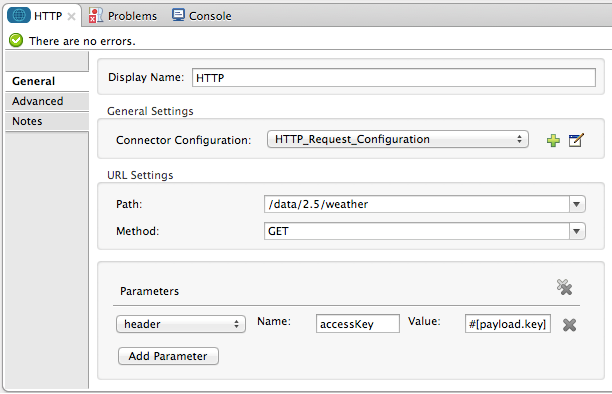 HTTP Problems Console
There are no errors.
General
Advanced
Notes
Display Name: HTTP
General Settings
Connector Configuration: HTTP_Request_Configuration
URL Settings
Path: /data/2.5/weather
Method: GET
Parameters
header Name: accessKey Value: #[payload.key]
Add Parameter